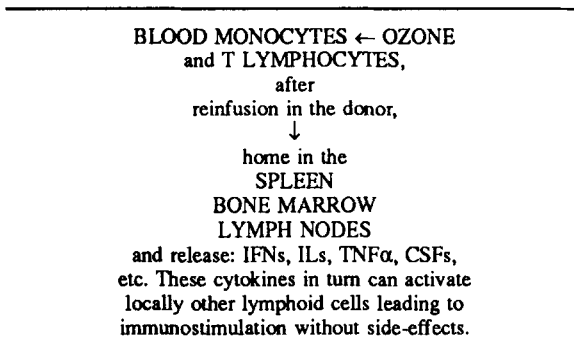 BLOOD MONOCYTES ← OZONE
and T LYMPHOCYTES,
after
reinfusion in the donor,
↓
home in the
SPLEEN
BONE MARROW
LYMPH NODES
and release: IFNs, ILs, TNFα, CSFs,
etc. These cytokines in turn can activate
locally other lymphoid cells leading to
immunostimulation without side-effects.